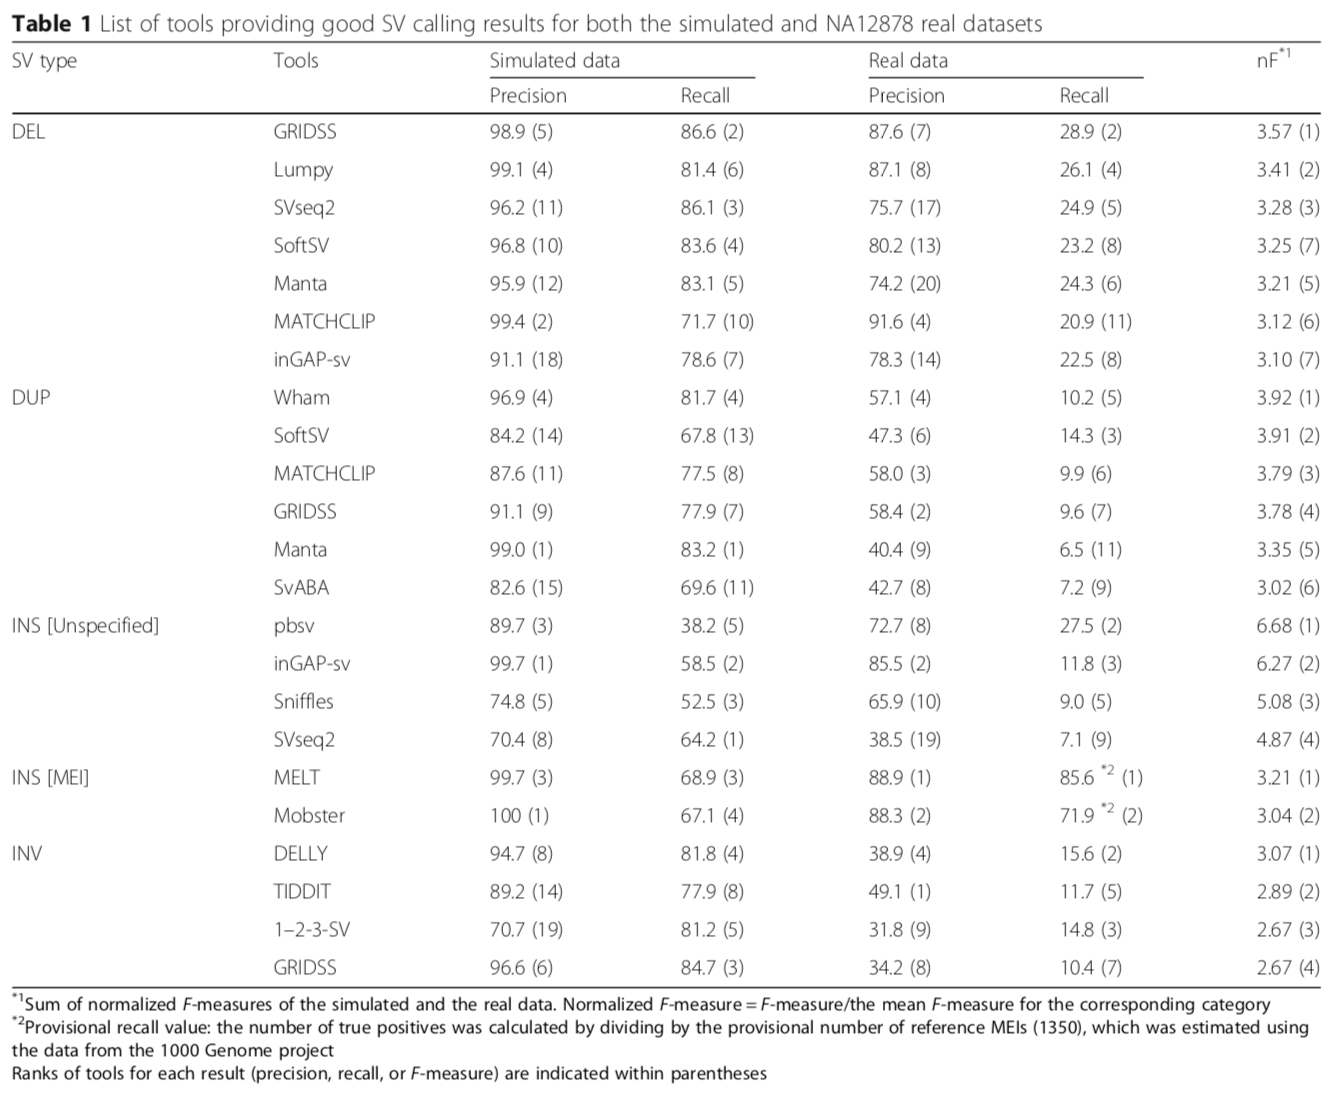 Table 1 List of tools providing good SV calling results for both the simulated and NA12878 real datasets
SV type Tools Simulated data Real data nF*1
Precision Recall Precision Recall
DEL GRIDSS 98.9 (5) 86.6 (2) 87.6 (7) 28.9 (2) 3.57 (1)
Lumpy 99.1 (4) 81.4 (6) 87.1 (8) 26.1 (4) 3.41 (2)
SVseq2 96.2 (11) 86.1 (3) 75.7 (17) 24.9 (5) 3.28 (3)
SoftSV 96.8 (10) 83.6 (4) 80.2 (13) 23.2 (8) 3.25 (7)
Manta 95.9 (12) 83.1 (5) 74.2 (20) 24.3 (6) 3.21 (5)
MATCHCLIP 99.4 (2) 71.7 (10) 91.6 (4) 20.9 (11) 3.12 (6)
inGAP-sv 91.1 (18) 78.6 (7) 78.3 (14) 22.5 (8) 3.10 (7)
DUP Wham 96.9 (4) 81.7 (4) 57.1 (4) 10.2 (5) 3.92 (1)
SoftSV 84.2 (14) 67.8 (13) 47.3 (6) 14.3 (3) 3.91 (2)
MATCHCLIP 87.6 (11) 77.5 (8) 58.0 (3) 9.9 (6) 3.79 (3)
GRIDSS 91.1 (9) 77.9 (7) 58.4 (2) 9.6 (7) 3.78 (4)
Manta 99.0 (1) 83.2 (1) 40.4 (9) 6.5 (11) 3.35 (5)
SvABA 82.6 (15) 69.6 (11) 42.7 (8) 7.2 (9) 3.02 (6)
INS [Unspecified] pbsv 89.7 (3) 38.2 (5) 72.7 (8) 27.5 (2) 6.68 (1)
inGAP-sv 99.7 (1) 58.5 (2) 85.5 (2) 11.8 (3) 6.27 (2)
Sniffles 74.8 (5) 52.5 (3) 65.9 (10) 9.0 (5) 5.08 (3)
SVseq2 70.4 (8) 64.2 (1) 38.5 (19) 7.1 (9) 4.87 (4)
INS [MEI] MELT 99.7 (3) 68.9 (3) 88.9 (1) 85.6 *2 (1) 3.21 (1)
Mobster 100 (1) 67.1 (4) 88.3 (2) 71.9 *2 (2) 3.04 (2)
INV DELLY 94.7 (8) 81.8 (4) 38.9 (4) 15.6 (2) 3.07 (1)
TIDDIT 89.2 (14) 77.9 (8) 49.1 (1) 11.7 (5) 2.89 (2)
1–2-3-SV 70.7 (19) 81.2 (5) 31.8 (9) 14.8 (3) 2.67 (3)
GRIDSS 96.6 (6) 84.7 (3) 34.2 (8) 10.4 (7) 2.67 (4)
*1Sum of normalized F-measures of the simulated and the real data. Normalized F-measure = F-measure/the mean F-measure for the corresponding category
*2Provisional recall value: the number of true positives was calculated by dividing by the provisional number of reference MEIs (1350), which was estimated using
the data from the 1000 Genome project
Ranks of tools for each result (precision, recall, or F-measure) are indicated within parentheses